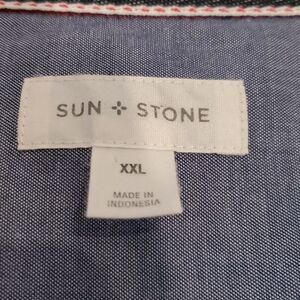 SUN + STONE
XXL
MADE IN
INDONESIA